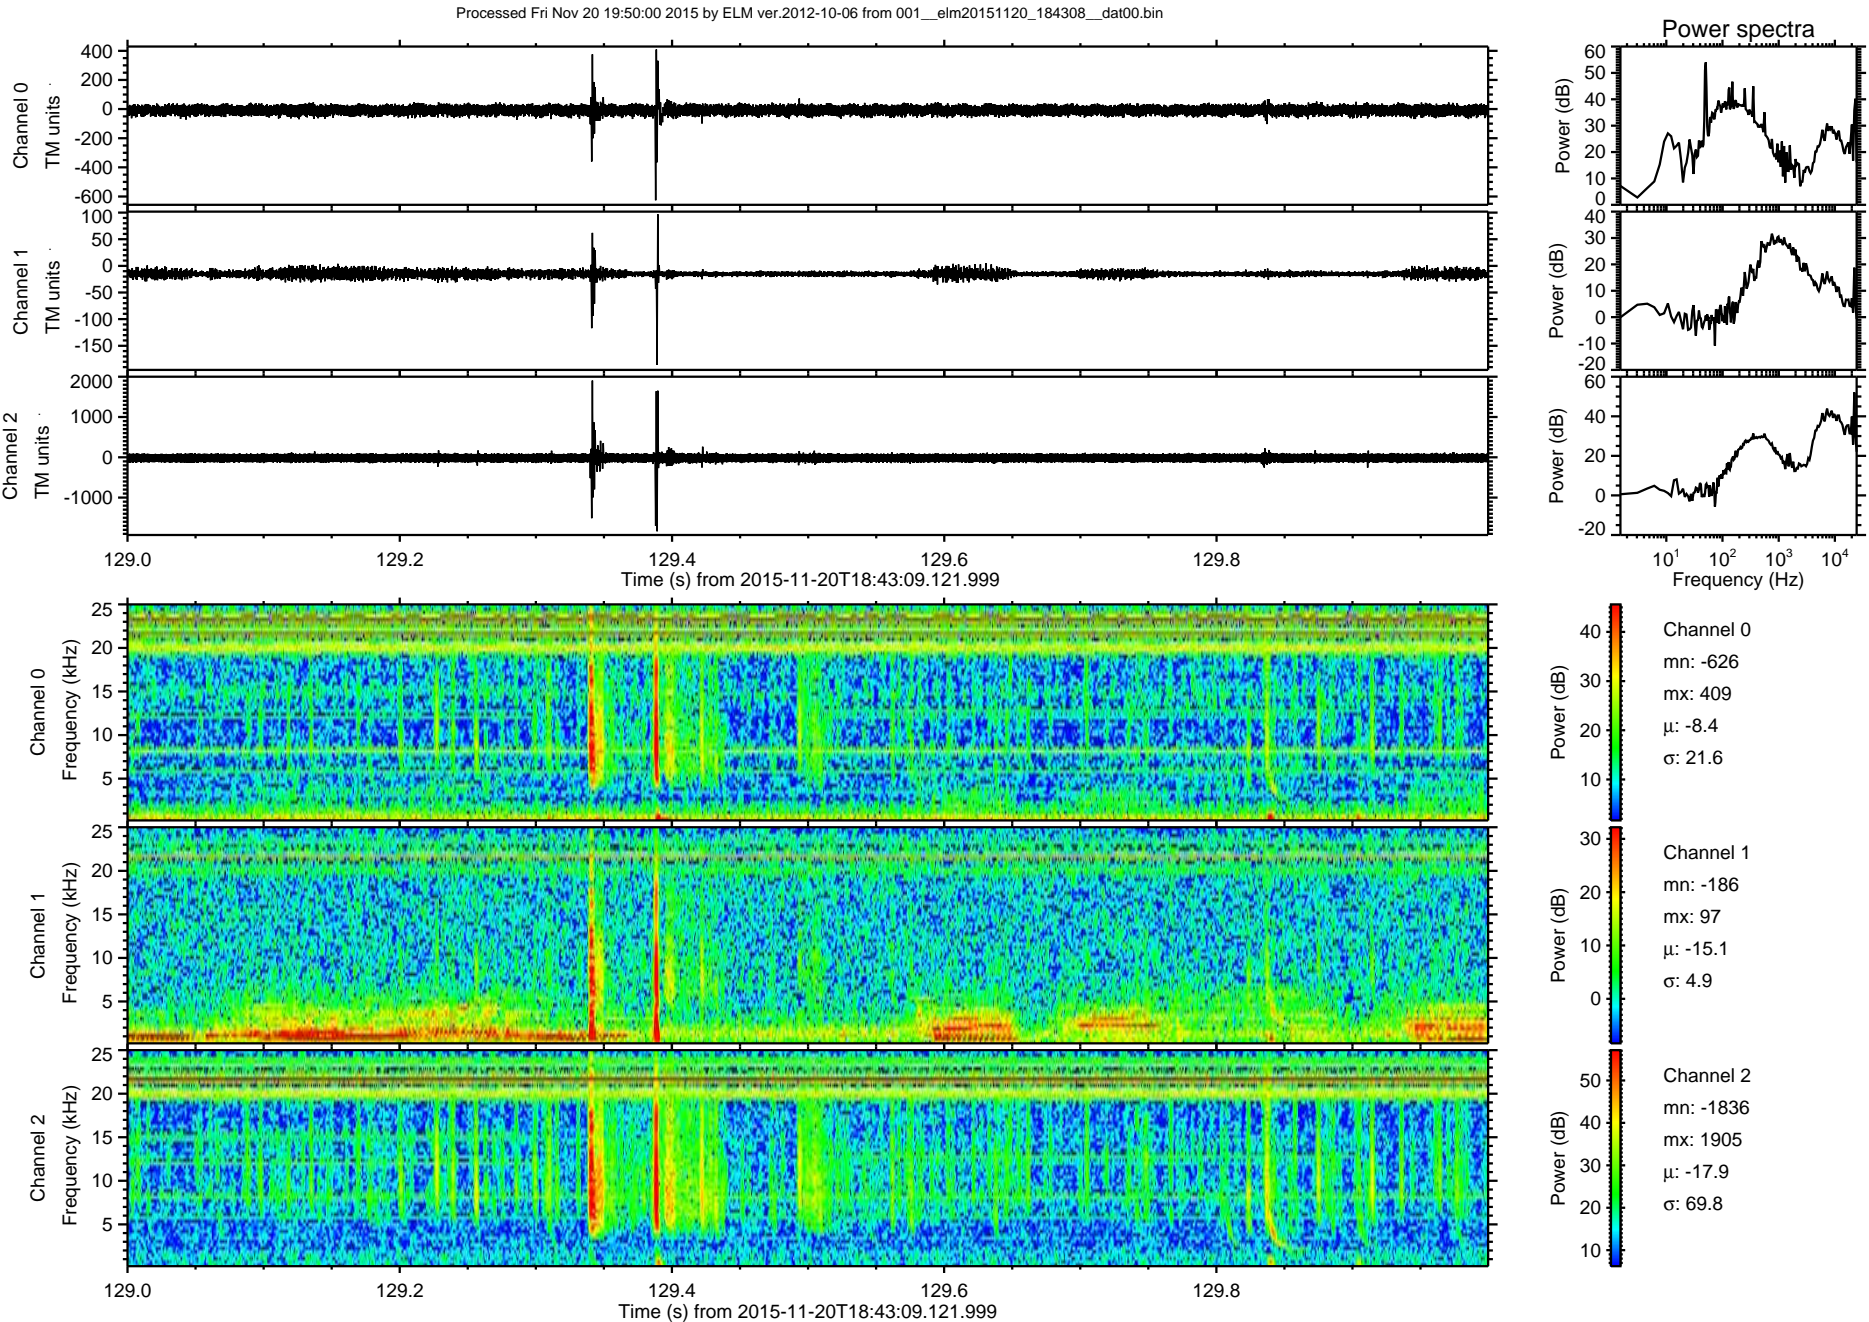 Processed Fri Nov 20 19:50:00 2015 by ELM ver.2012-10-06 from 001__elm20151120_184308__dat00.bin
Power spectra
Channel 0
TM units
400
200
0
-200
-400
-600
Power (dB)
60
50
40
30
20
10
0
Channel 1
TM units
100
50
0
-50
-100
-150
Power (dB)
40
30
20
10
0
-10
-20
Channel 2
TM units
2000
1000
0
-1000
Power (dB)
60
40
20
0
-20
129.0 129.2 129.4 129.6 129.8
Time (s) from 2015-11-20T18:43:09.121.999
10^1 10^2 10^3 10^4
Frequency (Hz)
Channel 0
Frequency (kHz)
25
20
15
10
5
Power (dB)
40
30
20
10
Channel 0
mn: -626
mx: 409
μ: -8.4
σ: 21.6
Channel 1
Frequency (kHz)
25
20
15
10
5
Power (dB)
30
20
10
0
Channel 1
mn: -186
mx: 97
μ: -15.1
σ: 4.9
Channel 2
Frequency (kHz)
25
20
15
10
5
Power (dB)
50
40
30
20
10
Channel 2
mn: -1836
mx: 1905
μ: -17.9
σ: 69.8
129.0 129.2 129.4 129.6 129.8
Time (s) from 2015-11-20T18:43:09.121.999